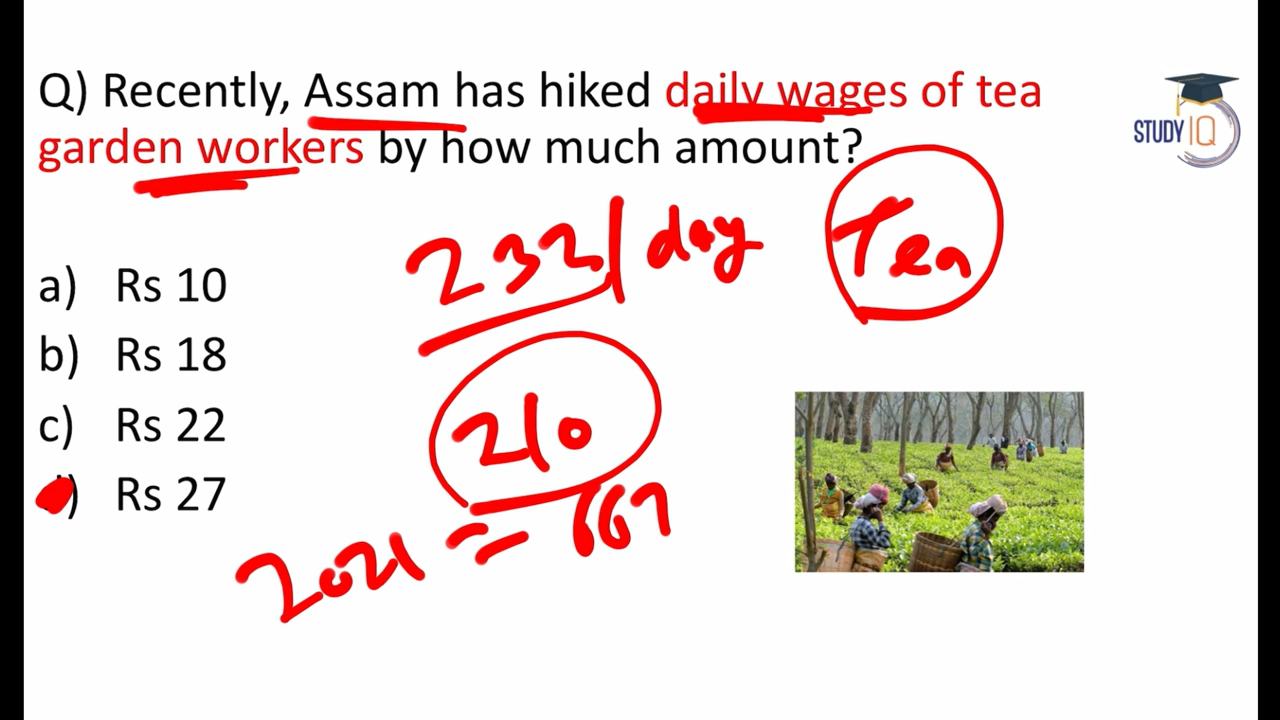 Q) Recently, Assam has hiked daily wages of tea
garden workers by how much amount?
STUDY IQ
232/day
Tea
a) Rs 10
b) Rs 18
c) Rs 22
d) Rs 27
210
2021 = 667